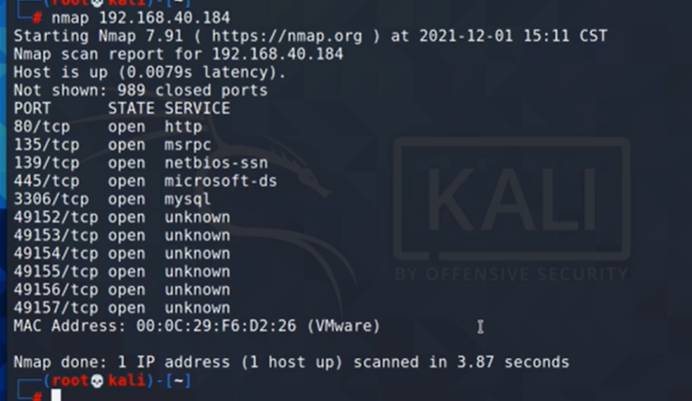 (root💀kali)-[~]
# nmap 192.168.40.184
Starting Nmap 7.91 ( https://nmap.org ) at 2021-12-01 15:11 CST
Nmap scan report for 192.168.40.184
Host is up (0.0079s latency).
Not shown: 989 closed ports
PORT      STATE SERVICE
80/tcp    open  http
135/tcp   open  msrpc
139/tcp   open  netbios-ssn
445/tcp   open  microsoft-ds
3306/tcp  open  mysql
49152/tcp open  unknown
49153/tcp open  unknown
49154/tcp open  unknown
49155/tcp open  unknown
49156/tcp open  unknown
49157/tcp open  unknown
MAC Address: 00:0C:29:F6:D2:26 (VMware)
Nmap done: 1 IP address (1 host up) scanned in 3.87 seconds
(root💀kali)-[~]
#
KALI
BY OFFENSIVE SECURITY